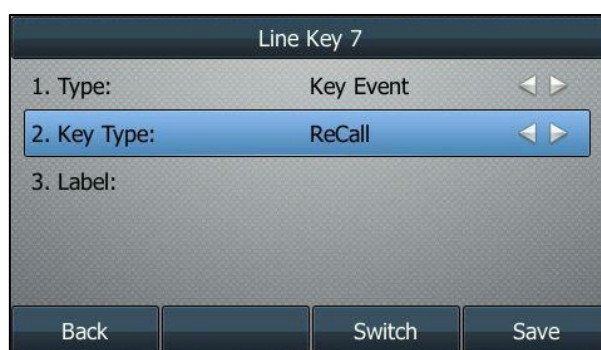 Line Key 7
1. Type: Key Event
2. Key Type: ReCall
3. Label:
Back Switch Save